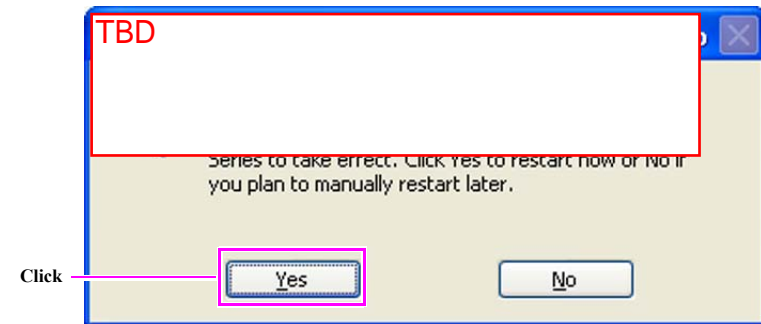 TBD
Series to take effect. Click Yes to restart now or No if
you plan to manually restart later.
Click
Yes
No